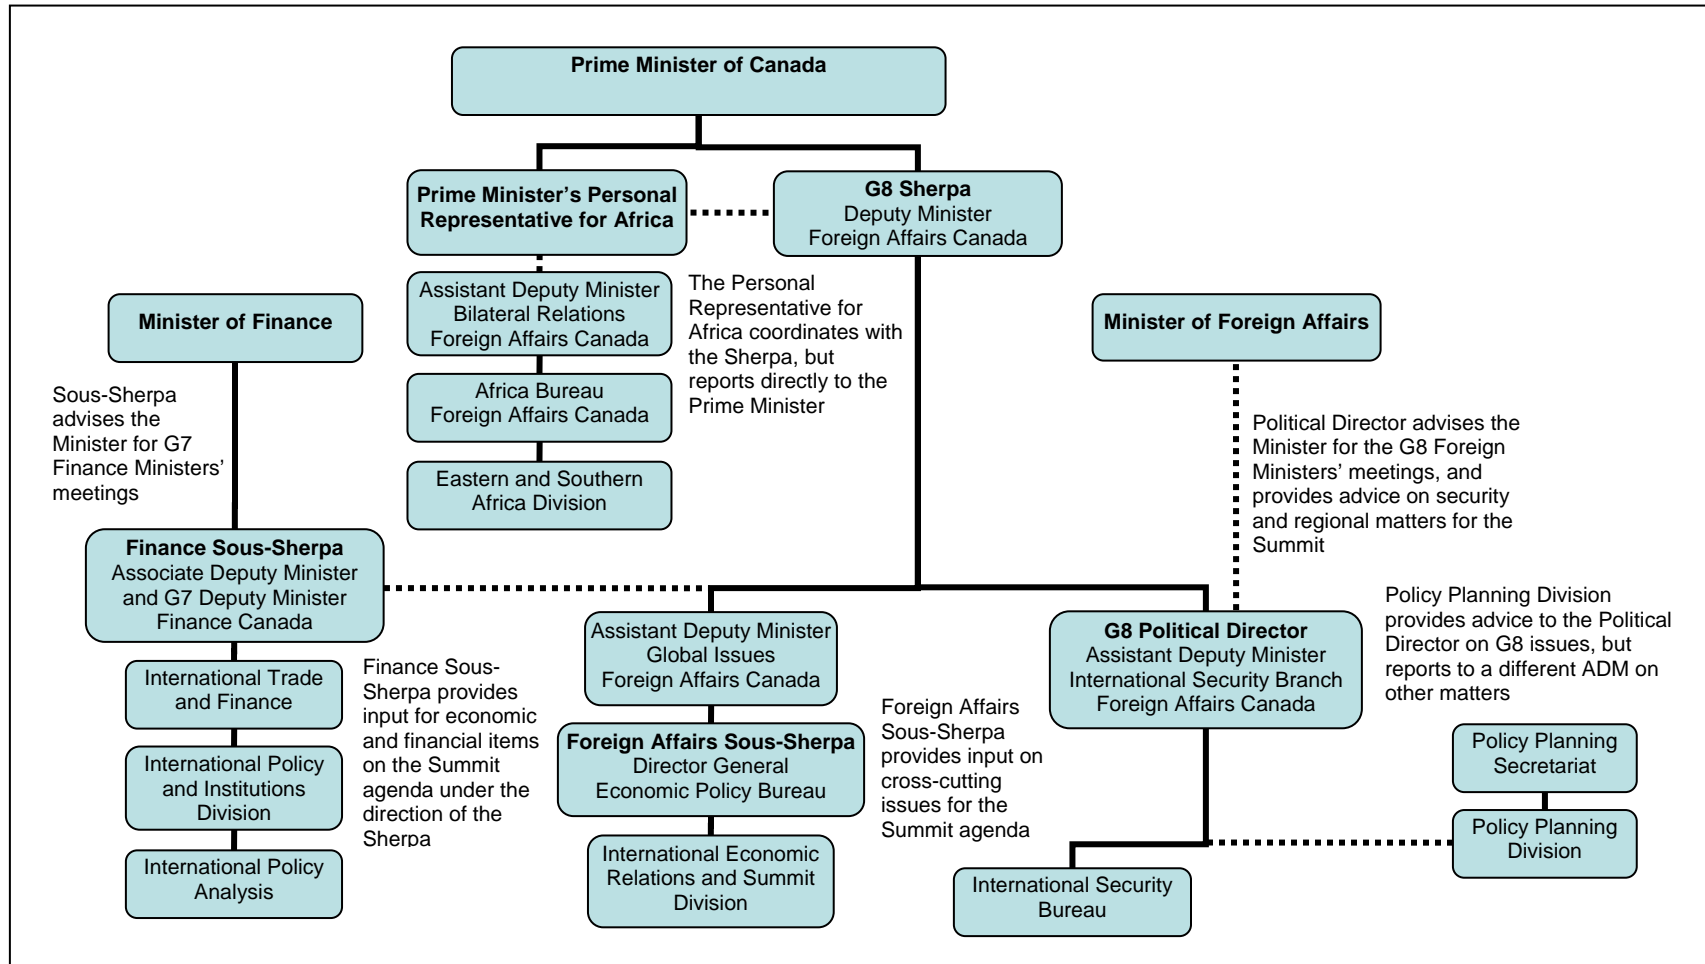 Prime Minister of Canada
Prime Minister’s Personal
Representative for Africa
G8 Sherpa
Deputy Minister
Foreign Affairs Canada
Assistant Deputy Minister
Bilateral Relations
Foreign Affairs Canada
The Personal
Representative for
Africa coordinates with
the Sherpa, but
reports directly to the
Prime Minister
Minister of Finance
Minister of Foreign Affairs
Africa Bureau
Foreign Affairs Canada
Sous-Sherpa
advises the
Minister for G7
Finance Ministers’
meetings
Eastern and Southern
Africa Division
Political Director advises the
Minister for the G8 Foreign
Ministers’ meetings, and
provides advice on security
and regional matters for the
Summit
Finance Sous-Sherpa
Associate Deputy Minister
and G7 Deputy Minister
Finance Canada
Assistant Deputy Minister
Global Issues
Foreign Affairs Canada
G8 Political Director
Assistant Deputy Minister
International Security Branch
Foreign Affairs Canada
Policy Planning Division
provides advice to the Political
Director on G8 issues, but
reports to a different ADM on
other matters
International Trade
and Finance
Finance Sous-
Sherpa provides
input for economic
and financial items
on the Summit
agenda under the
direction of the
Sherpa
Foreign Affairs Sous-Sherpa
Director General
Economic Policy Bureau
Foreign Affairs
Sous-Sherpa
provides input on
cross-cutting
issues for the
Summit agenda
Policy Planning
Secretariat
International Policy
and Institutions
Division
Policy Planning
Division
International Policy
Analysis
International Economic
Relations and Summit
Division
International Security
Bureau